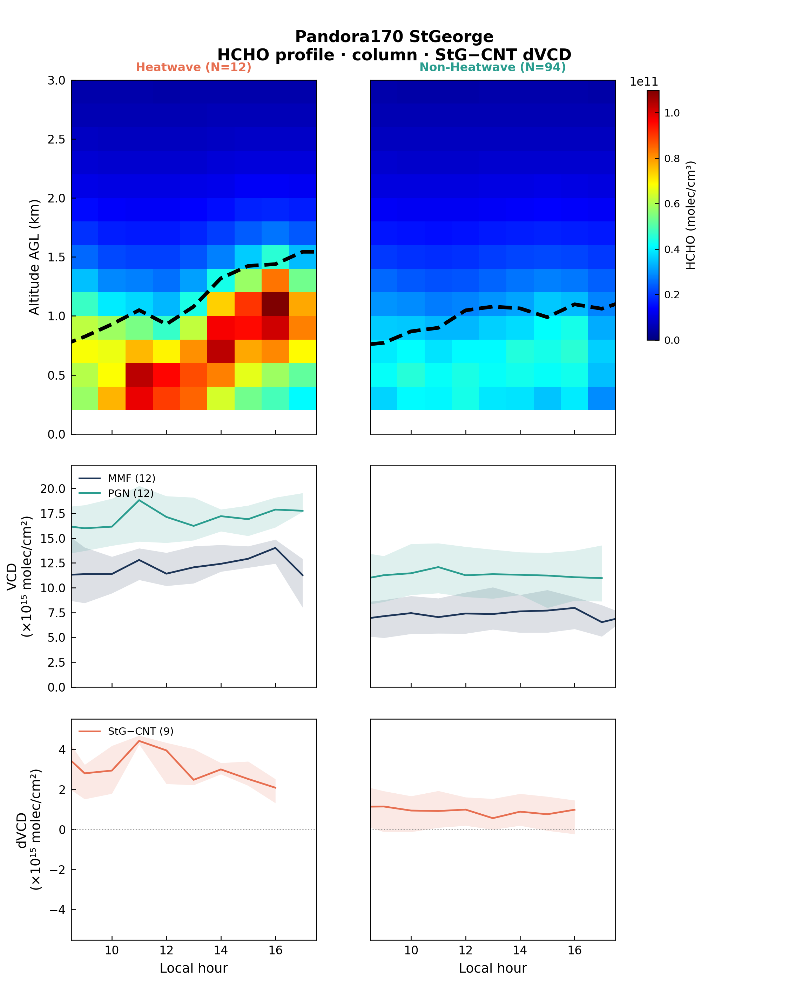 Pandora170 StGeorge
HCHO profile · column · StG−CNT dVCD
Heatwave (N=12)
Non-Heatwave (N=94)
3.0
2.5
2.0
1.5
1.0
0.5
0.0
Altitude AGL (km)
1e11
1.0
0.8
0.6
0.4
0.2
0.0
HCHO (molec/cm³)
MMF (12)
PGN (12)
20.0
17.5
15.0
12.5
10.0
7.5
5.0
2.5
0.0
VCD
(×10¹⁵ molec/cm²)
StG−CNT (9)
4
2
0
−2
−4
dVCD
(×10¹⁵ molec/cm²)
10 12 14 16
Local hour
10 12 14 16
Local hour